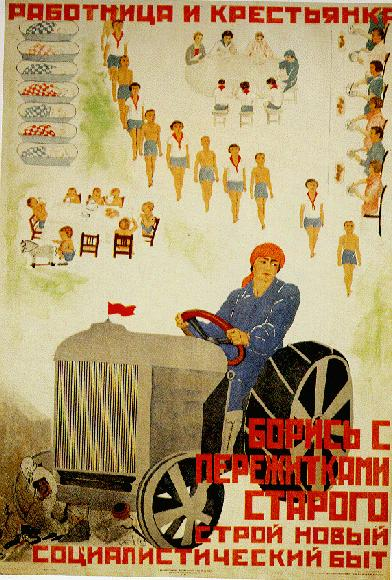 РАБОТНИЦА И КРЕСТЬЯНКА
БОРИСЬ С
ПЕРЕЖИТКАМИ
СТАРОГО
СТРОЙ НОВЫЙ
СОЦИАЛИСТИЧЕСКИЙ БЫТ